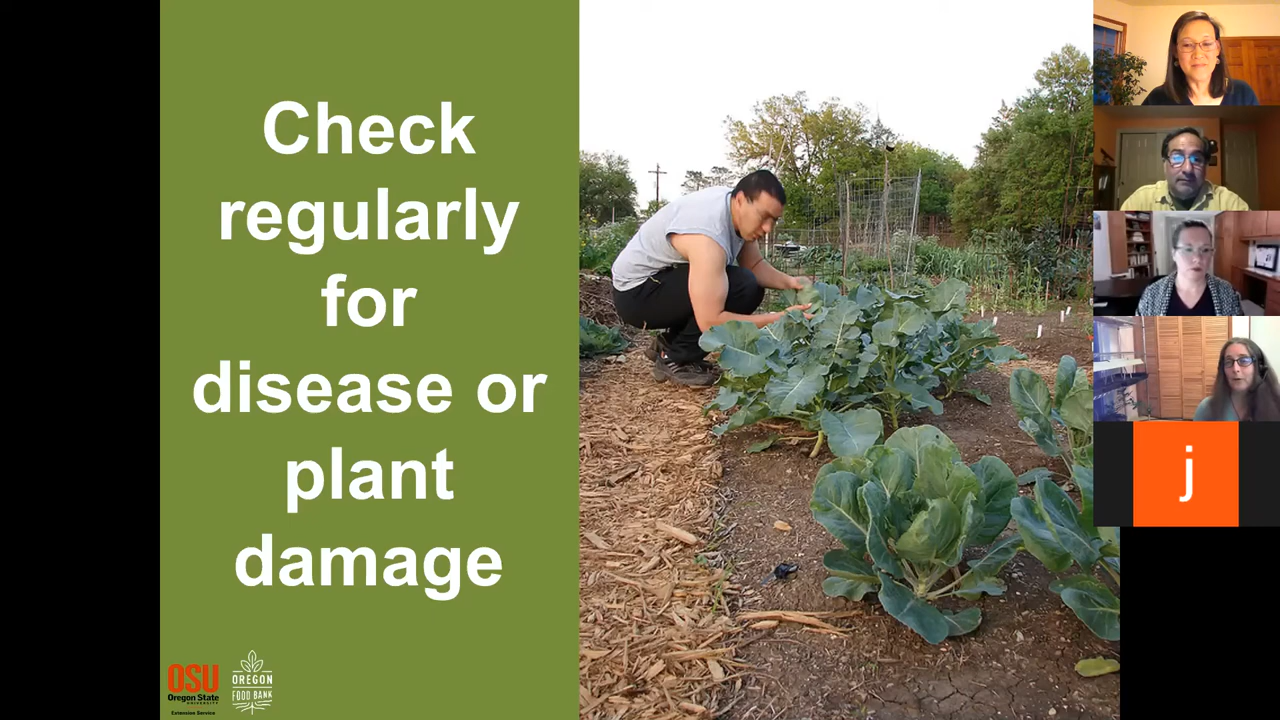 Check
regularly
for
disease or
plant
damage
OSU
Oregon State
UNIVERSITY
Extension Service
OREGON
FOOD BANK
j